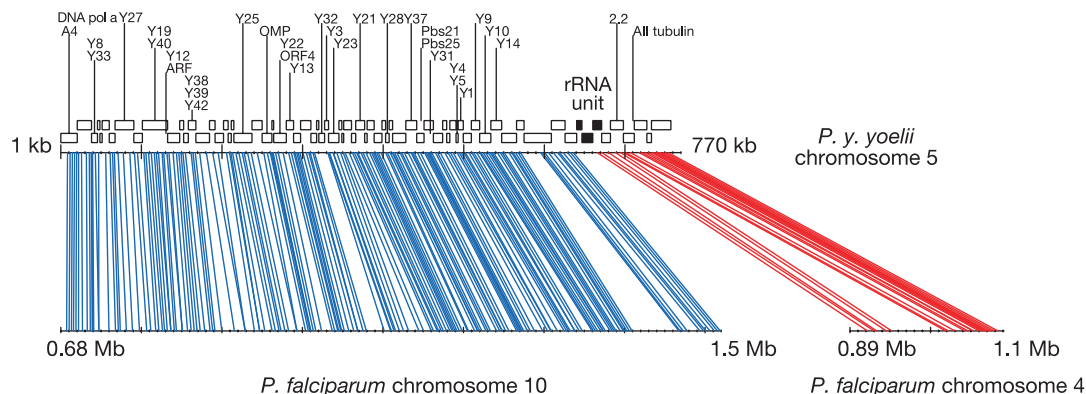 DNA pol a Y27 Y25 Y32 Y21 Y28 Y37 Y9 2,2
A4 Y19 OMP Y3 Pbs21 Y10 All tubulin
Y8 Y40 Y22 Y23 Pbs25 Y14
Y33 Y12 ORF4 Y31
ARF Y13 Y4
Y38 Y5
Y39 Y1
Y42
rRNA
unit
1 kb 770 kb
P. y. yoelii
chromosome 5
0.68 Mb 1.5 Mb 0.89 Mb 1.1 Mb
P. falciparum chromosome 10 P. falciparum chromosome 4